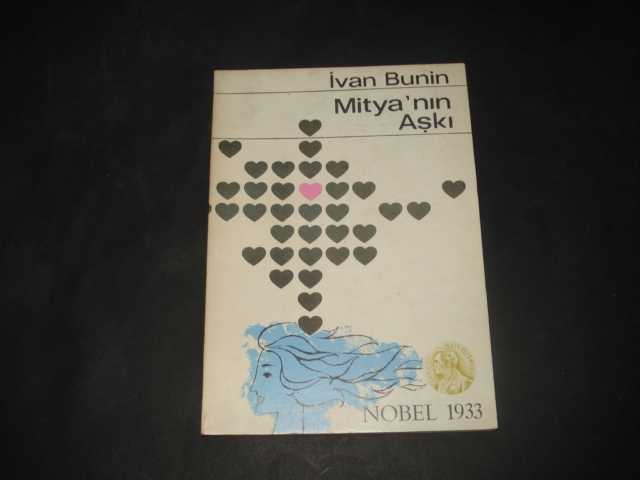 İvan Bunin
Mitya'nın
Aşkı
NOBEL 1933